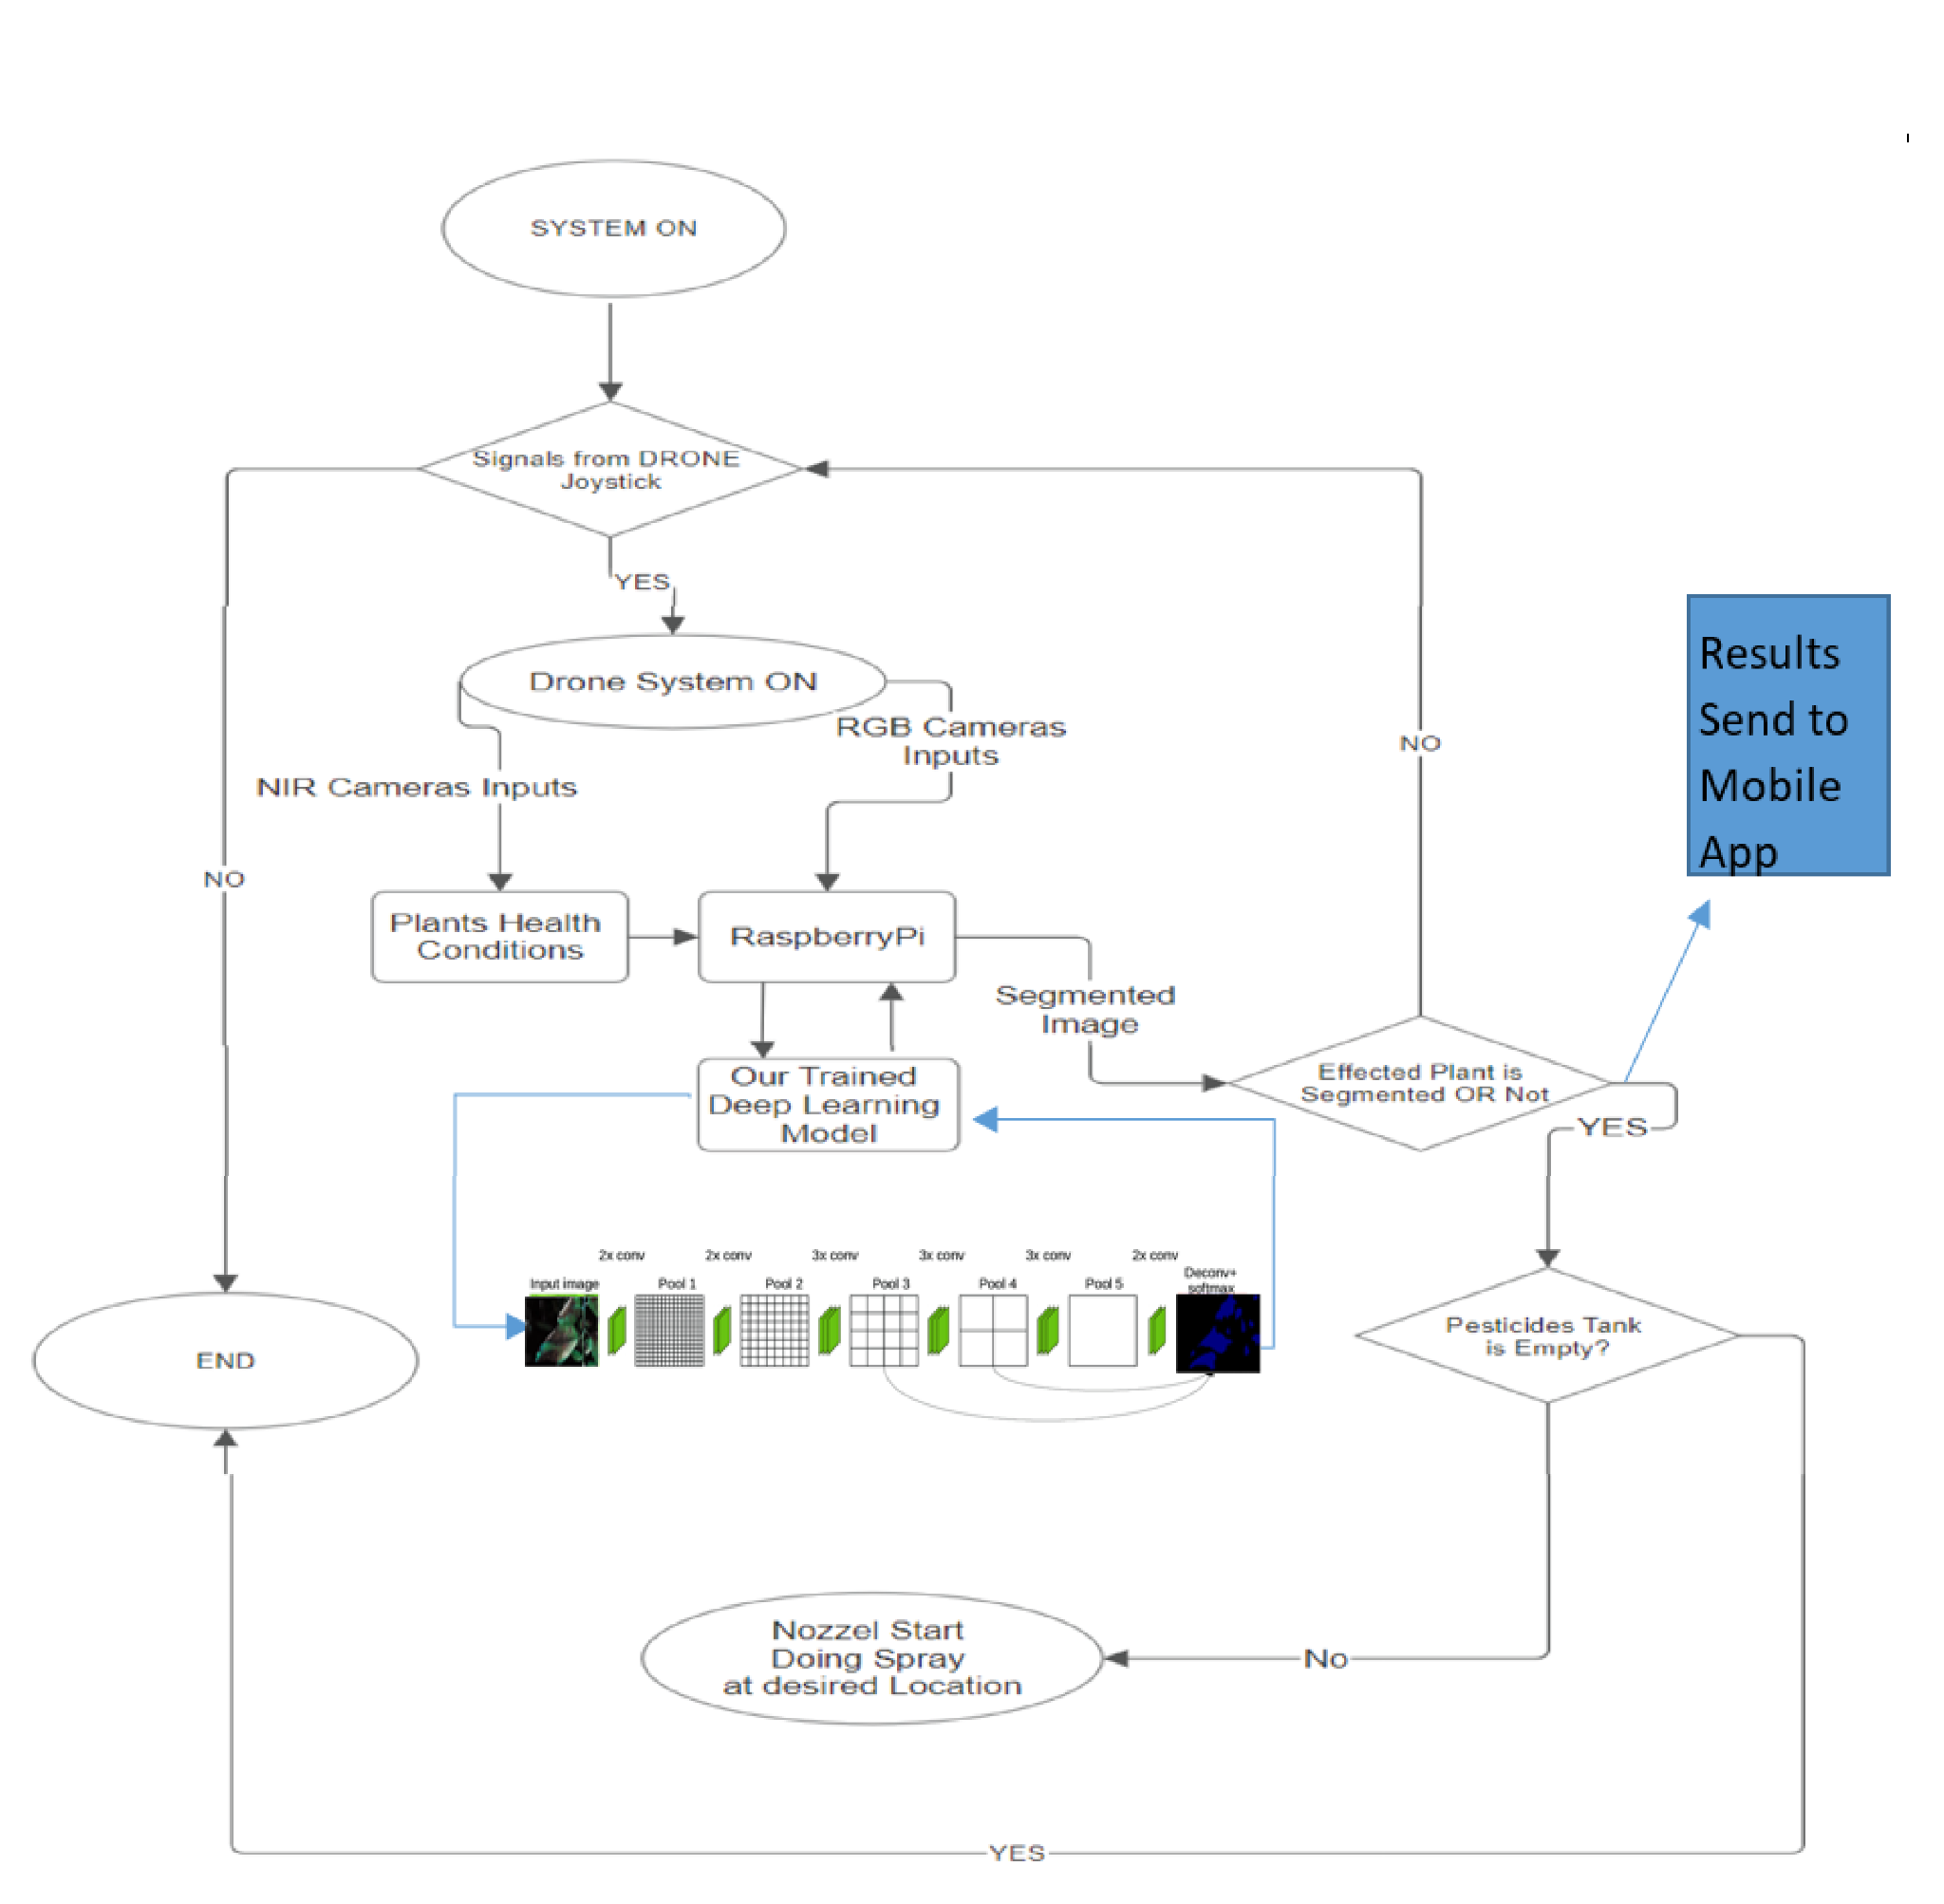 SYSTEM ON
Signals from DRONE
Joystick
YES
Drone System ON
RGB Cameras
Inputs
NIR Cameras Inputs
NO
NO
Results
Send to
Mobile
App
Plants Health
Conditions
RaspberryPi
Segmented
Image
Our Trained
Deep Learning
Model
Effected Plant is
Segmented OR Not
YES
2x conv
2x conv
3x conv
3x conv
3x conv
2x conv
Input image
Pool 1
Pool 2
Pool 3
Pool 4
Pool 5
Deconv+
softmax
Pesticides Tank
is Empty?
END
Nozzel Start
Doing Spray
at desired Location
No
YES